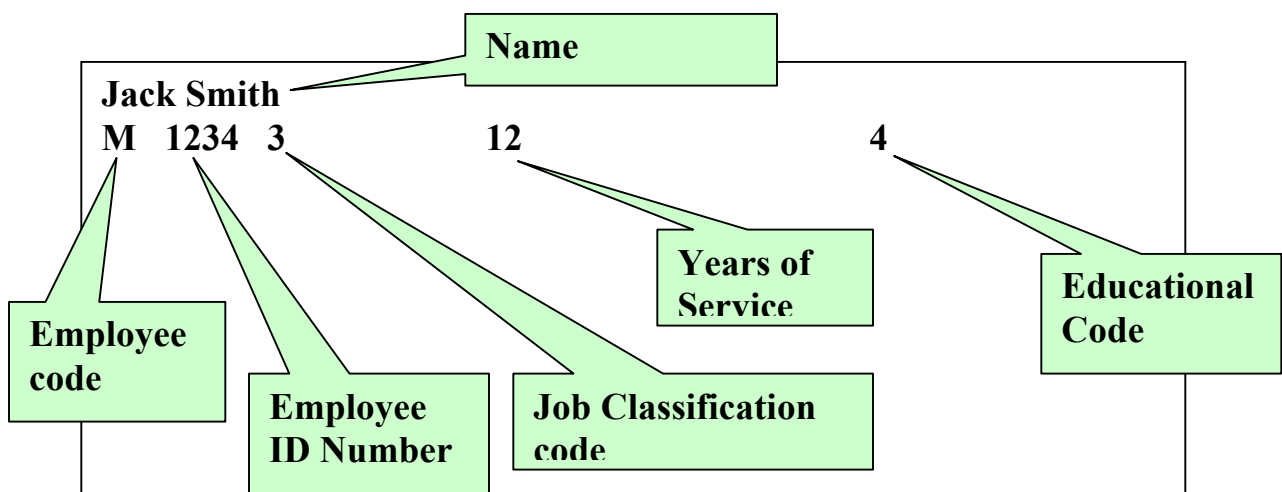 Name
Jack Smith
M 1234 3 12 4
Years of
Service
Educational
Code
Employee
code
Employee
ID Number
Job Classification
code